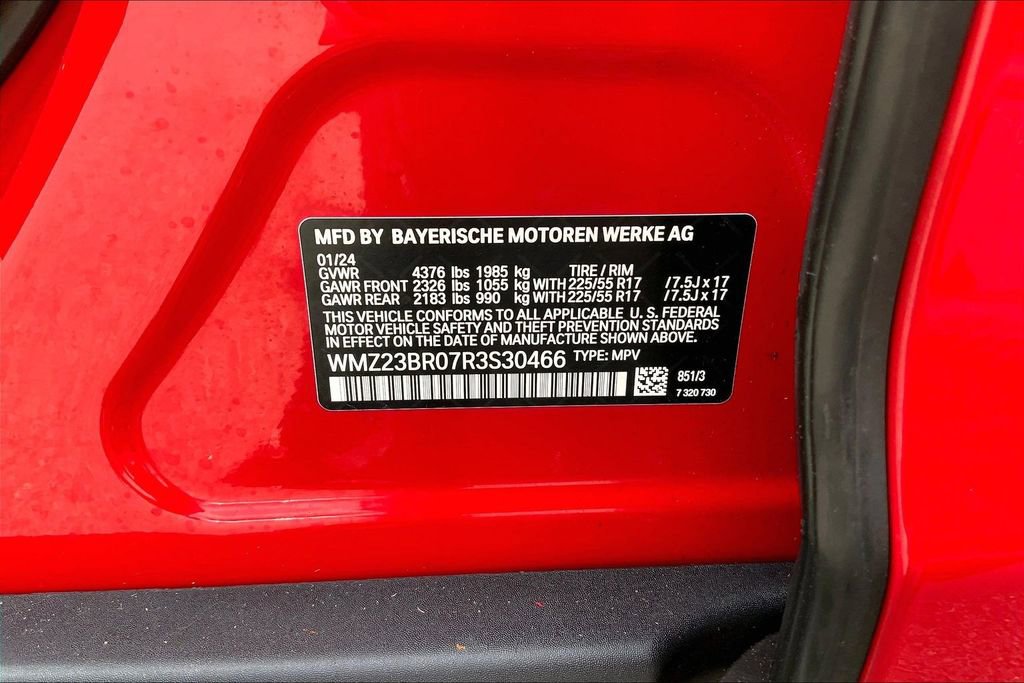 MFD BY BAYERISCHE MOTOREN WERKE AG
01/24
GVWR 4376 lbs 1985 kg TIRE / RIM
GAWR FRONT 2326 lbs 1055 kg WITH 225/55 R17 /7.5J x 17
GAWR REAR 2183 lbs 990 kg WITH 225/55 R17 /7.5J x 17
THIS VEHICLE CONFORMS TO ALL APPLICABLE U. S. FEDERAL
MOTOR VEHICLE SAFETY AND THEFT PREVENTION STANDARDS
IN EFFECT ON THE DATE OF MANUFACTURE SHOWN ABOVE.
WMZ23BR07R3S30466 TYPE: MPV
851/3
7 320 730